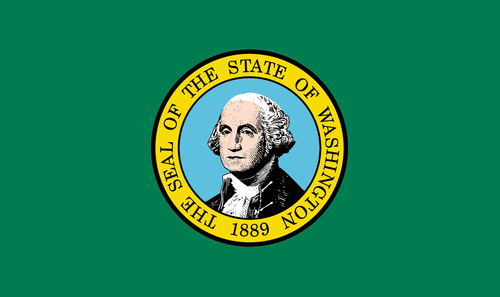 THE SEAL OF THE STATE OF WASHINGTON
1889